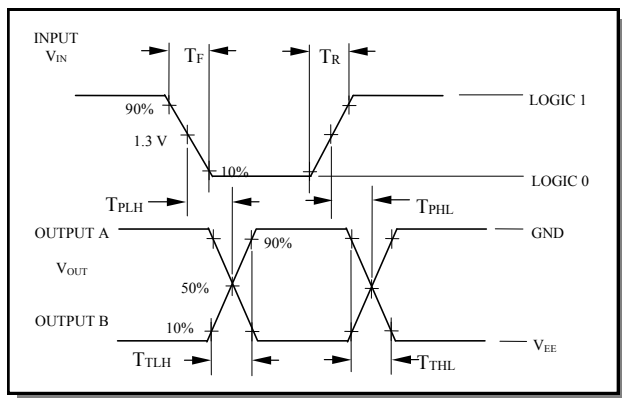 INPUT
VIN
TF
TR
90%
LOGIC 1
1.3 V
10%
LOGIC 0
TPLH
TPHL
OUTPUT A
GND
90%
VOUT
50%
OUTPUT B
10%
VEE
TTLH
TTHL